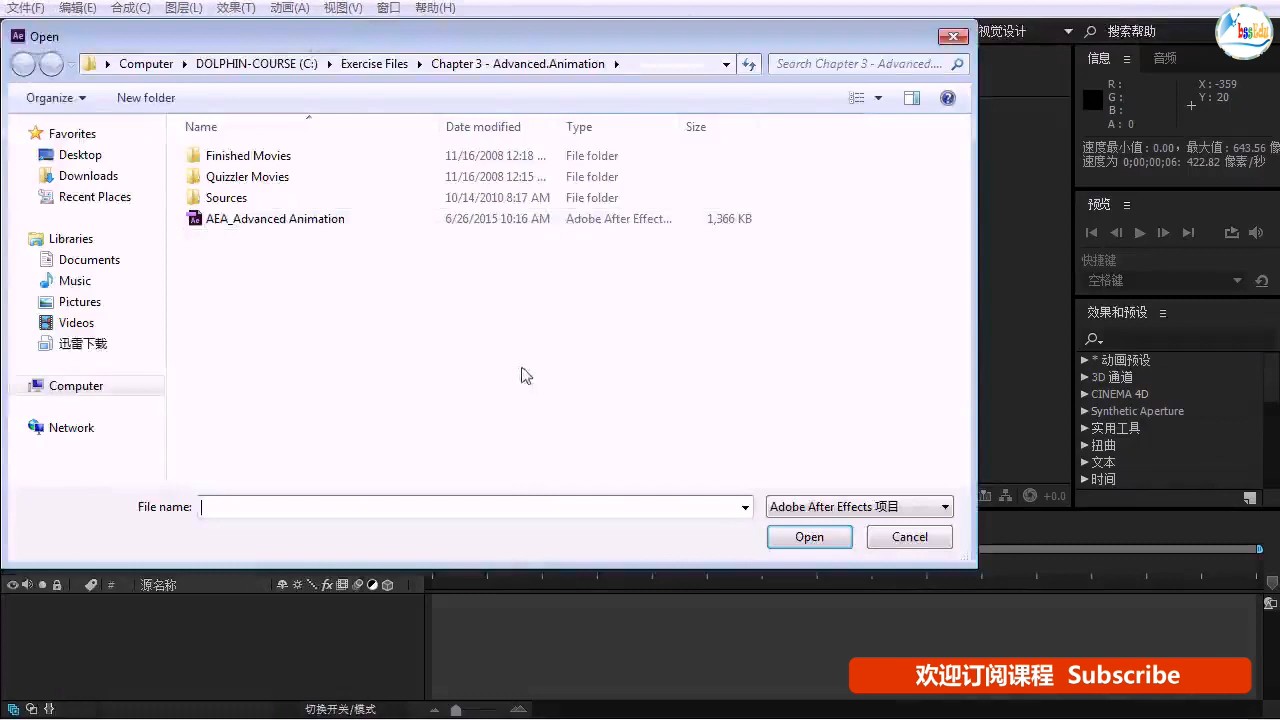 文件(F) 编辑(E) 合成(C) 图层(L) 效果(T) 动画(A) 视图(V) 窗口 帮助(H)
Open
视觉设计
搜索帮助
bssEdu
Computer DOLPHIN-COURSE (C:) Exercise Files Chapter 3 - Advanced.Animation
Search Chapter 3 - Advanced....
Organize New folder
信息 音频
R: X: -359
G: Y: 20
B:
A: 0
速度最小值: 0.00, 最大值: 643.56 像
速度为 0;00;00;06: 422.82 像素/秒
Favorites
Desktop
Downloads
Recent Places
Libraries
Documents
Music
Pictures
Videos
迅雷下载
Computer
Network
Name Date modified Type Size
Finished Movies 11/16/2008 12:18 ... File folder
Quizzler Movies 11/16/2008 12:15 ... File folder
Sources 10/14/2010 8:17 AM File folder
AEA_Advanced Animation 6/26/2015 10:16 AM Adobe After Effect... 1,366 KB
预览
快捷键
空格键
效果和预设
* 动画预设
3D 通道
CINEMA 4D
Synthetic Aperture
实用工具
扭曲
文本
时间
+0.0
File name:
Adobe After Effects 项目
Open Cancel
# 源名称
fx
欢迎订阅课程 Subscribe
切换开关/模式